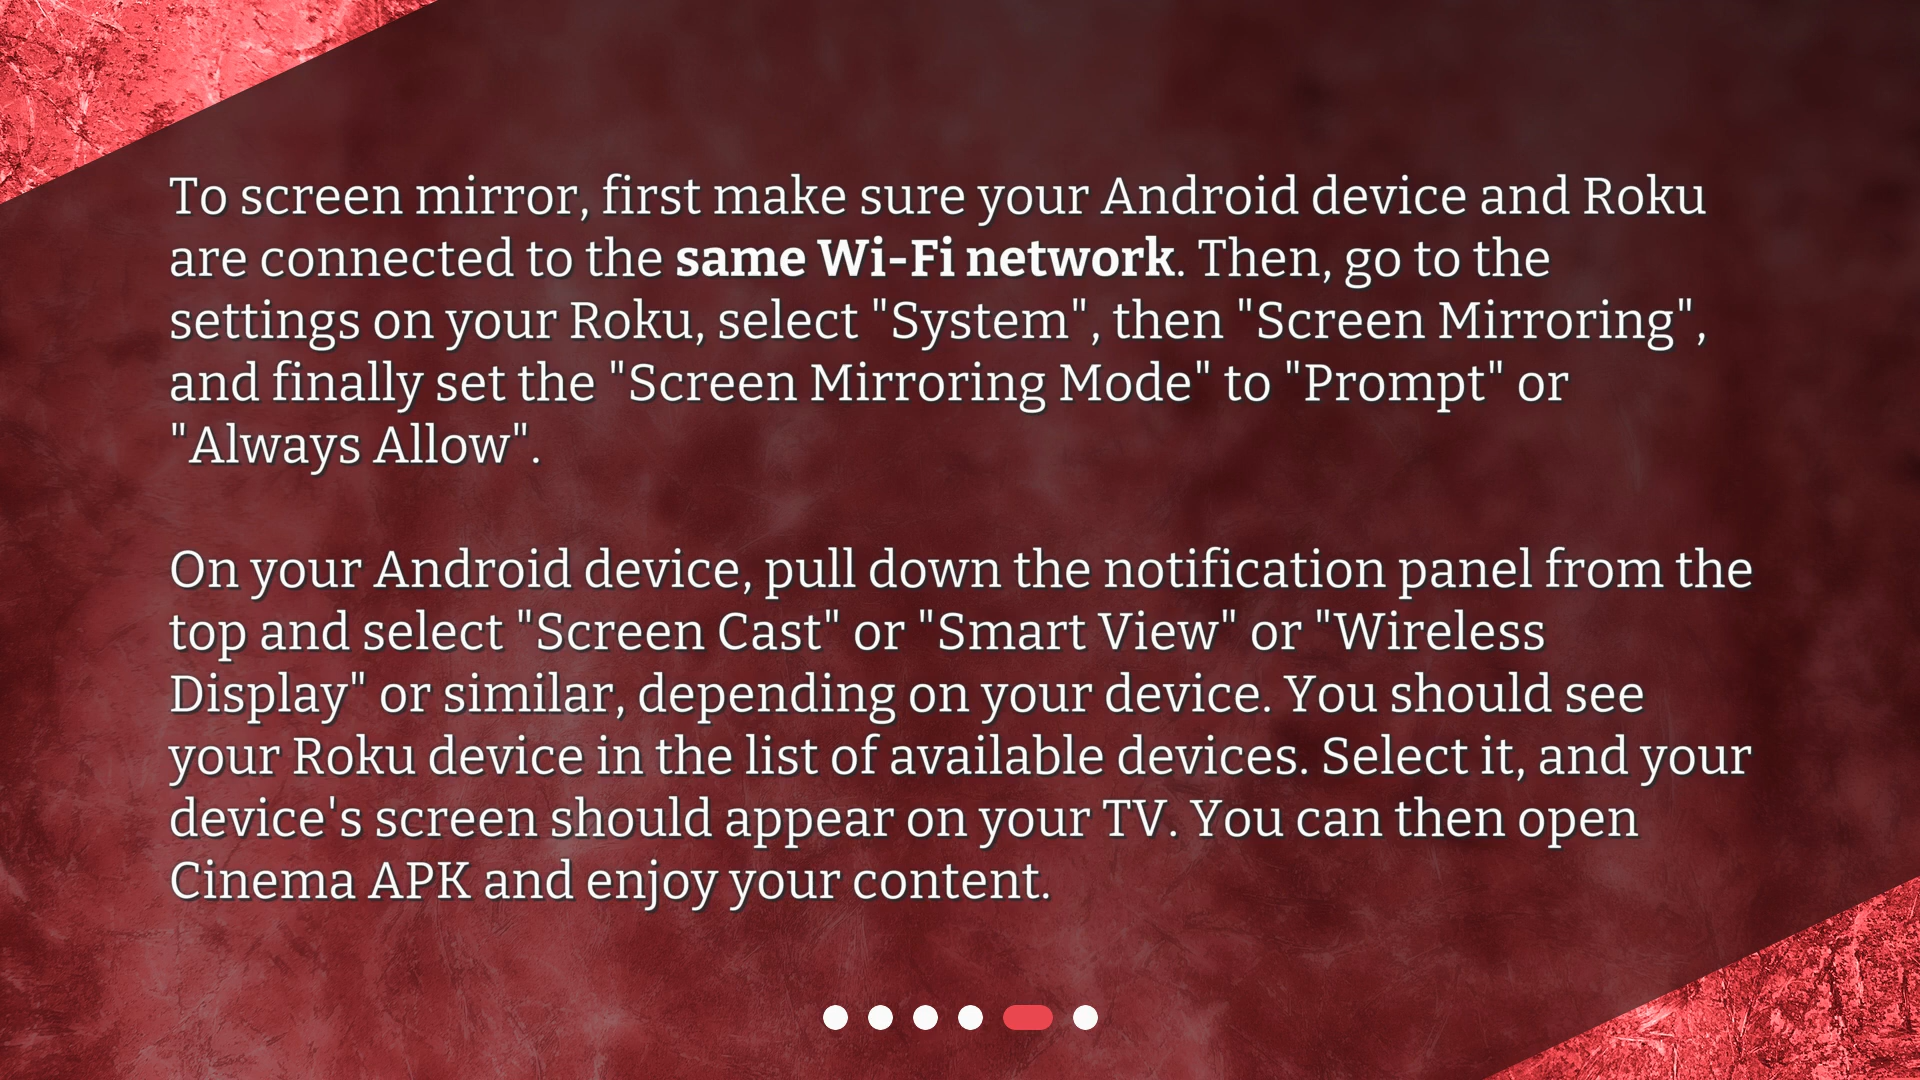 To screen mirror, first make sure your Android device and Roku
are connected to the same Wi-Fi network. Then, go to the
settings on your Roku, select "System", then "Screen Mirroring",
and finally set the "Screen Mirroring Mode" to "Prompt" or
"Always Allow".
On your Android device, pull down the notification panel from the
top and select "Screen Cast" or "Smart View" or "Wireless
Display" or similar, depending on your device. You should see
your Roku device in the list of available devices. Select it, and your
device's screen should appear on your TV. You can then open
Cinema APK and enjoy your content.